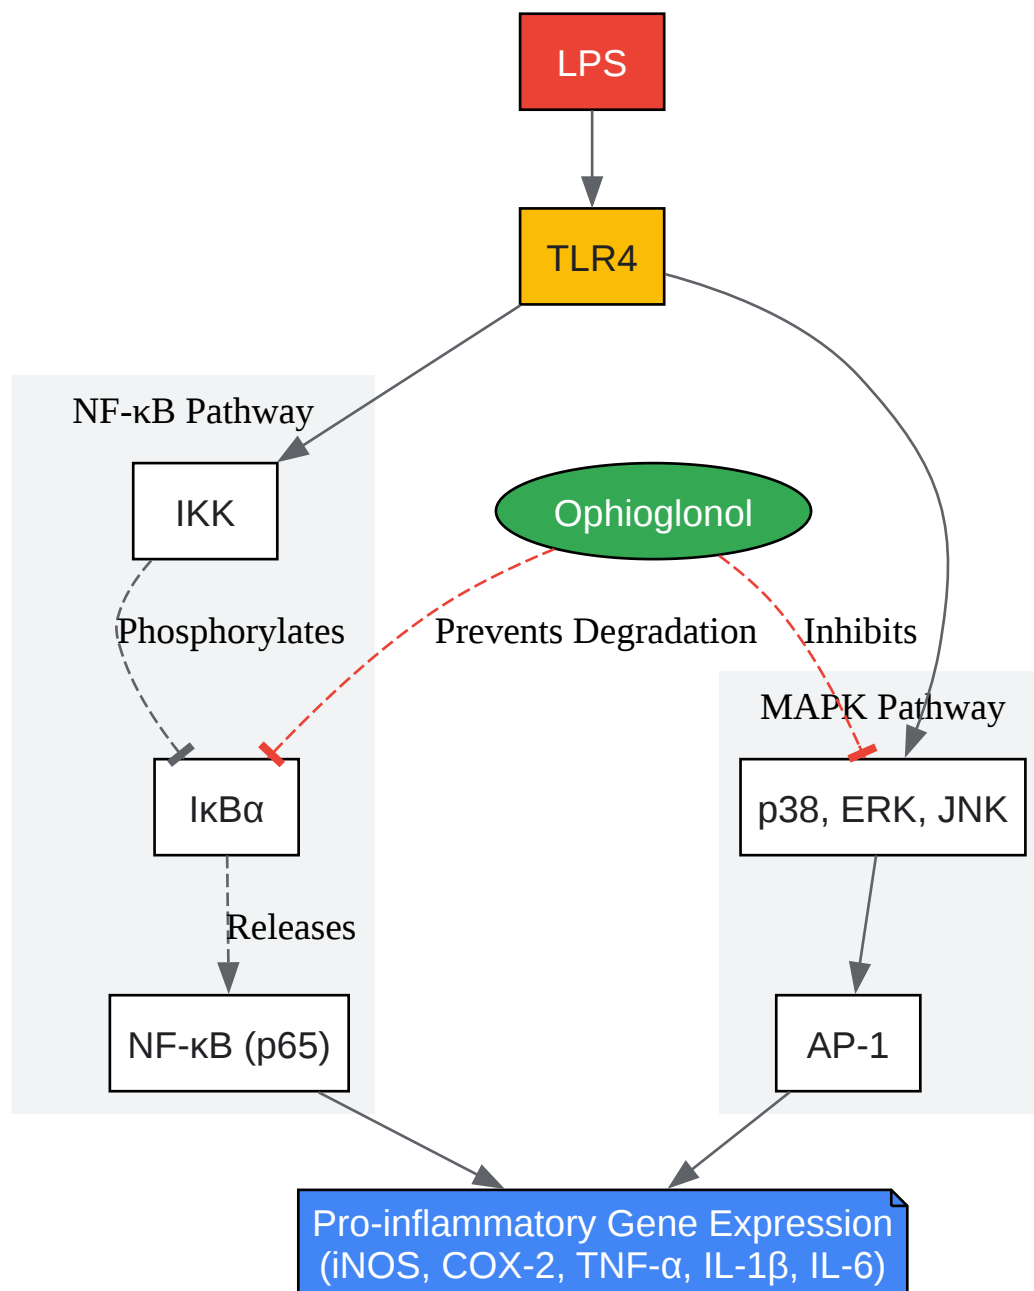 LPS
TLR4
NF-κB Pathway
IKK
Ophioglonol
Phosphorylates
Prevents Degradation
Inhibits
MAPK Pathway
IκBα
p38, ERK, JNK
Releases
NF-κB (p65)
AP-1
Pro-inflammatory Gene Expression
(iNOS, COX-2, TNF-α, IL-1β, IL-6)